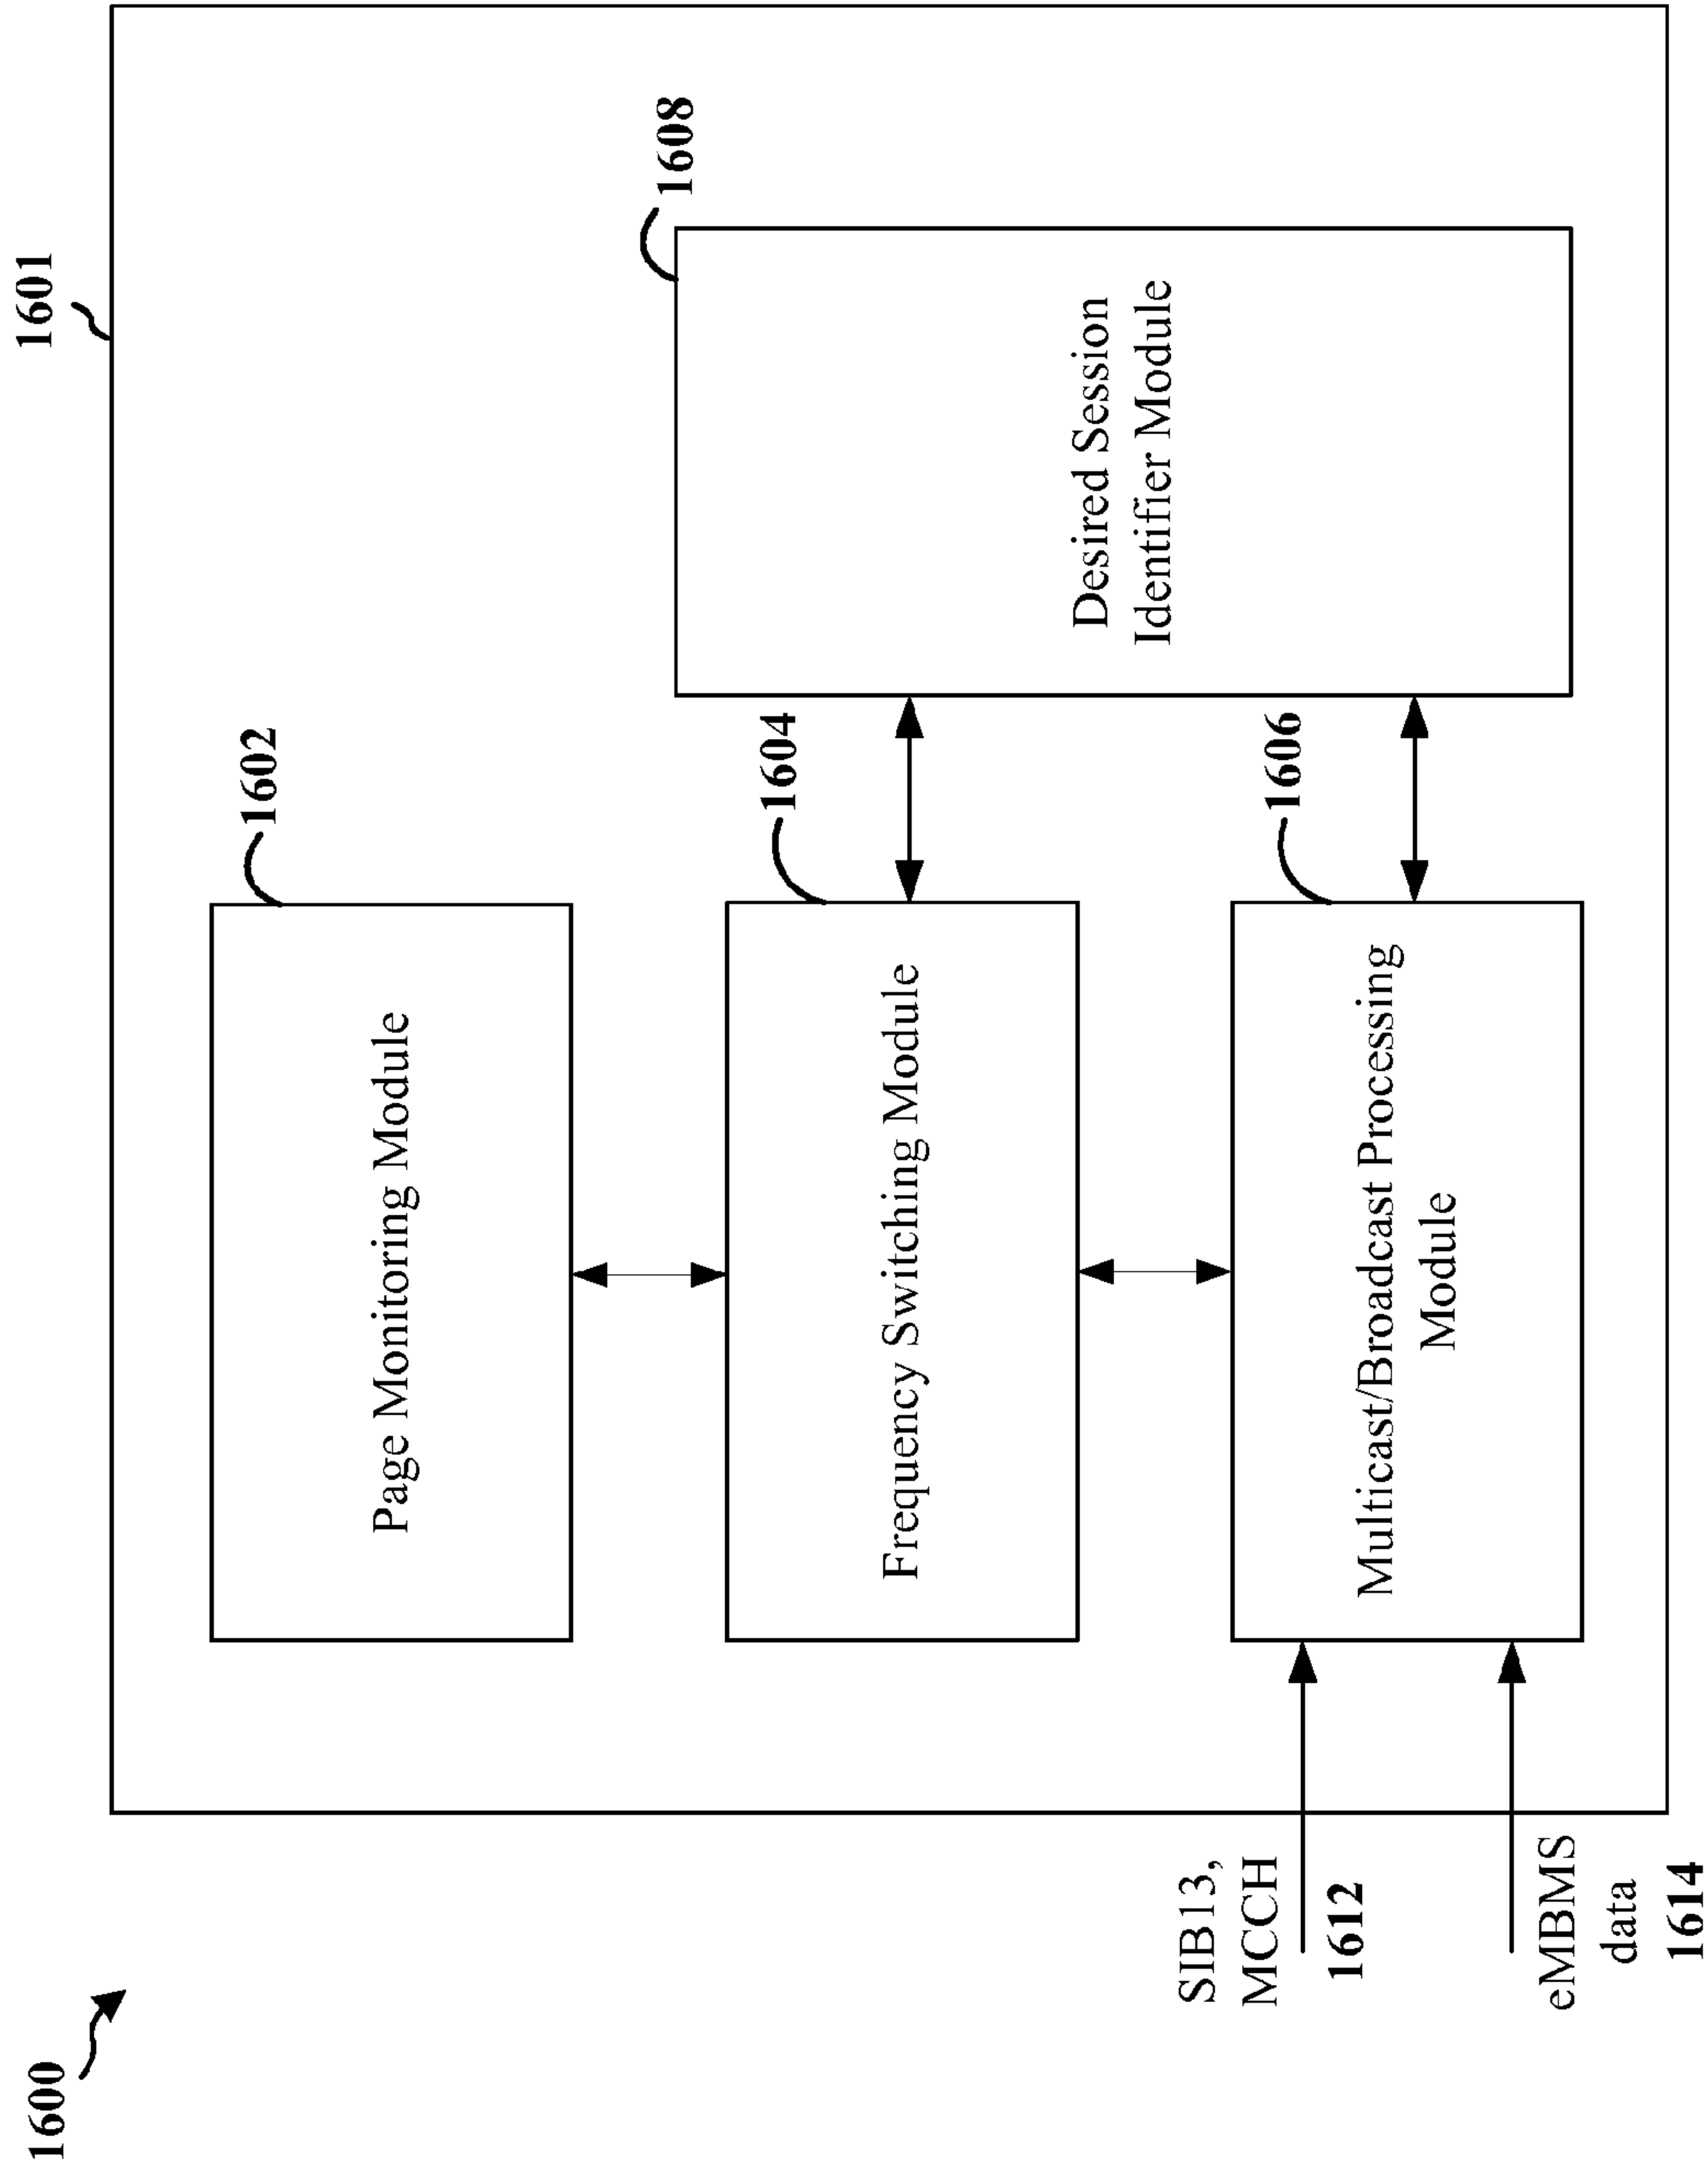 1600
1601
1602
Page Monitoring Module
1604
Frequency Switching Module
1606
Multicast/Broadcast Processing
Module
1608
Desired Session
Identifier Module
SIB13,
MCCH
1612
eMBMS
data
1614